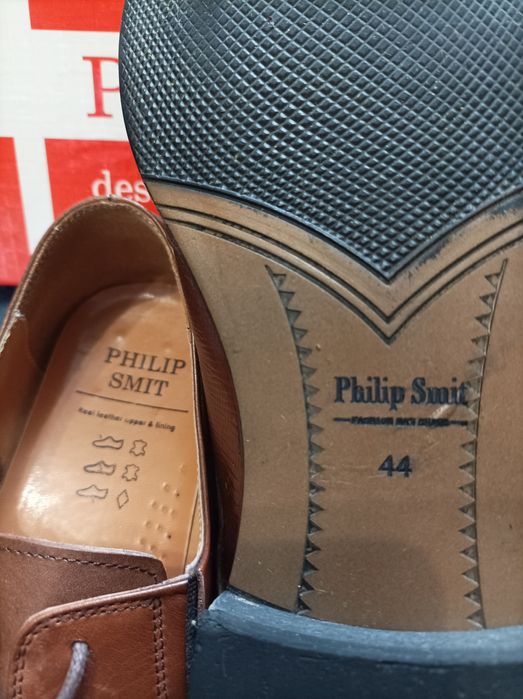 P
des
PHILIP
SMIT
Real leather upper & lining
Philip Smit
44